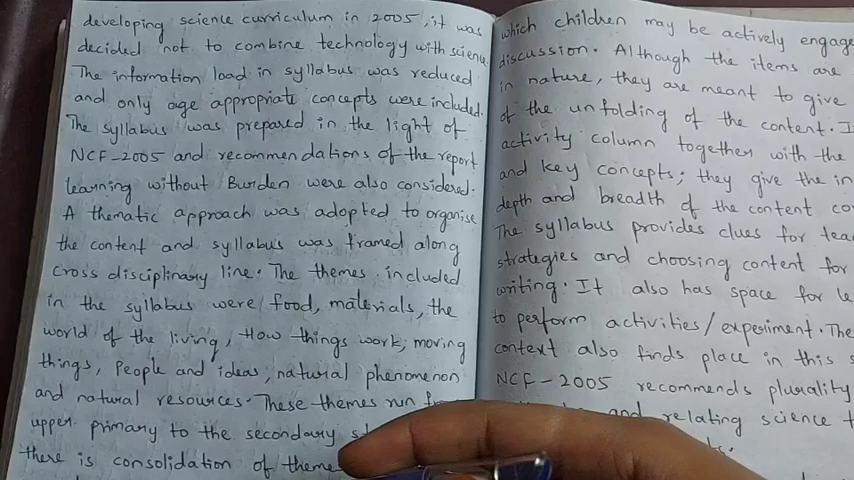 developing science curriculum in 2005, it was
decided not to combine technology with science
The information load in syllabus was reduced
and only age appropriate concepts were included.
The syllabus was prepared in the light of
NCF-2005 and recommendations of the report
learning without Burden were also considered.
A thematic approach was adopted to organise
the content and syllabus was framed along
cross disciplinary line. The themes included
in the syllabus were food, materials, the
world of the living, How things work, moving
things, People and ideas, natural phenomenon
and natural resources. These themes run
upper primary to the secondary
there is consolidation of theme
which children may be actively engage
discussion. Although the items are
in nature, they are meant to give
of the unfolding of the content. I
activity column together with the
and key concepts; they give the in
depth and breadth of the content co
The syllabus provides clues for tea
strategies and choosing content for
writing. It also has space for le
to perform activities/experiment. The
context also finds place in this s
NCF-2005 recommends plurality
and relating science t